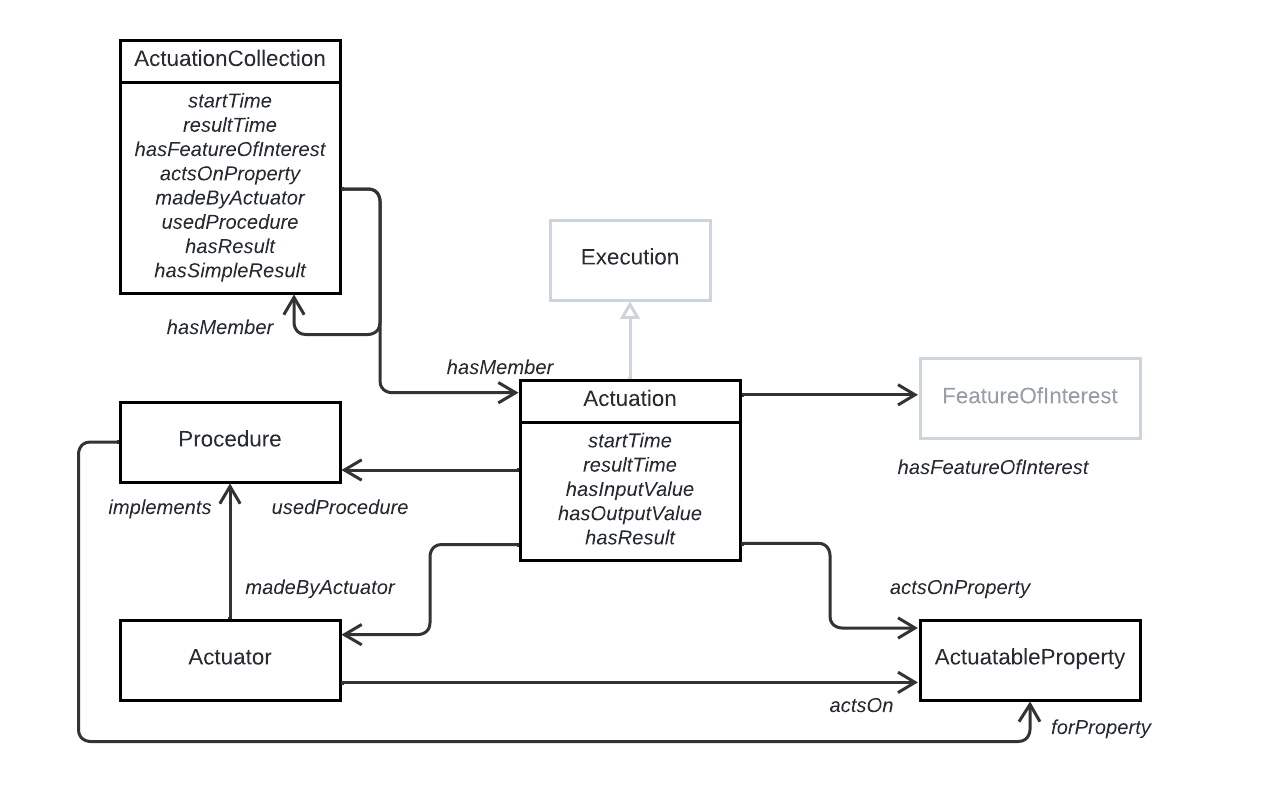 ActuationCollection
startTime
resultTime
hasFeatureOfInterest
actsOnProperty
madeByActuator
usedProcedure
hasResult
hasSimpleResult
hasMember
Execution
hasMember
Actuation
startTime
resultTime
hasInputValue
hasOutputValue
hasResult
FeatureOfInterest
hasFeatureOfInterest
Procedure
implements
usedProcedure
madeByActuator
actsOnProperty
Actuator
ActuatableProperty
actsOn
forProperty